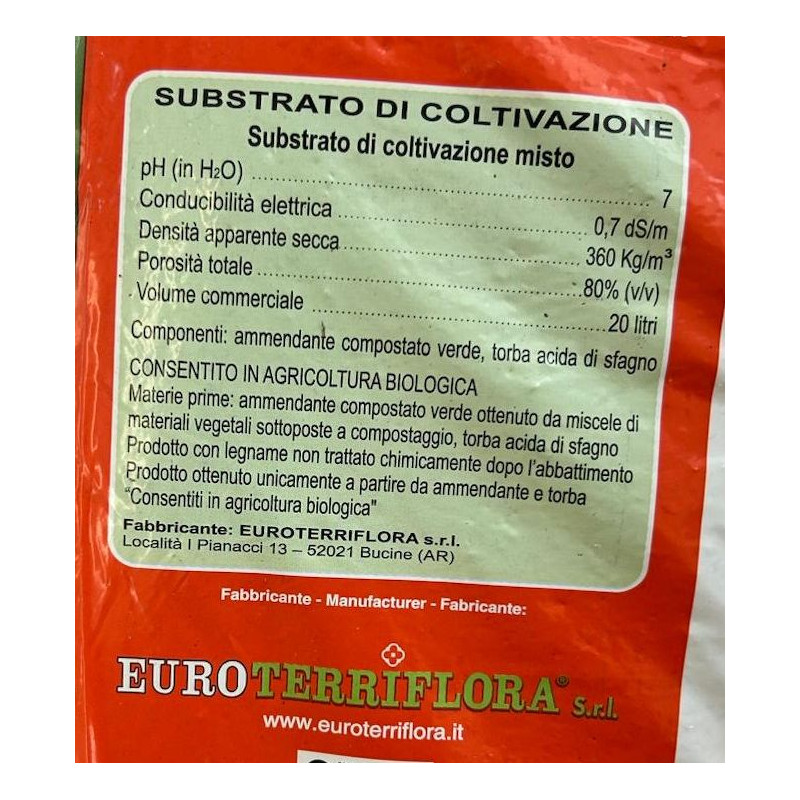 SUBSTRATO DI COLTIVAZIONE
Substrato di coltivazione misto
pH (in H₂O) ........ 7
Conducibilità elettrica ........ 0,7 dS/m
Densità apparente secca ........ 360 Kg/m³
Porosità totale ........ 80% (v/v)
Volume commerciale ........ 20 litri
Componenti: ammendante compostato verde, torba acida di sfagno
CONSENTITO IN AGRICOLTURA BIOLOGICA
Materie prime: ammendante compostato verde ottenuto da miscele di
materiali vegetali sottoposte a compostaggio, torba acida di sfagno
Prodotto con legname non trattato chimicamente dopo l'abbattimento
Prodotto ottenuto unicamente a partire da ammendante e torba
"Consentiti in agricoltura biologica"
Fabbricante: EUROTERRIFLORA s.r.l.
Località I Pianacci 13 – 52021 Bucine (AR)
Fabbricante - Manufacturer - Fabricante:
EUROTERRIFLORA® s.r.l.
www.euroterriflora.it